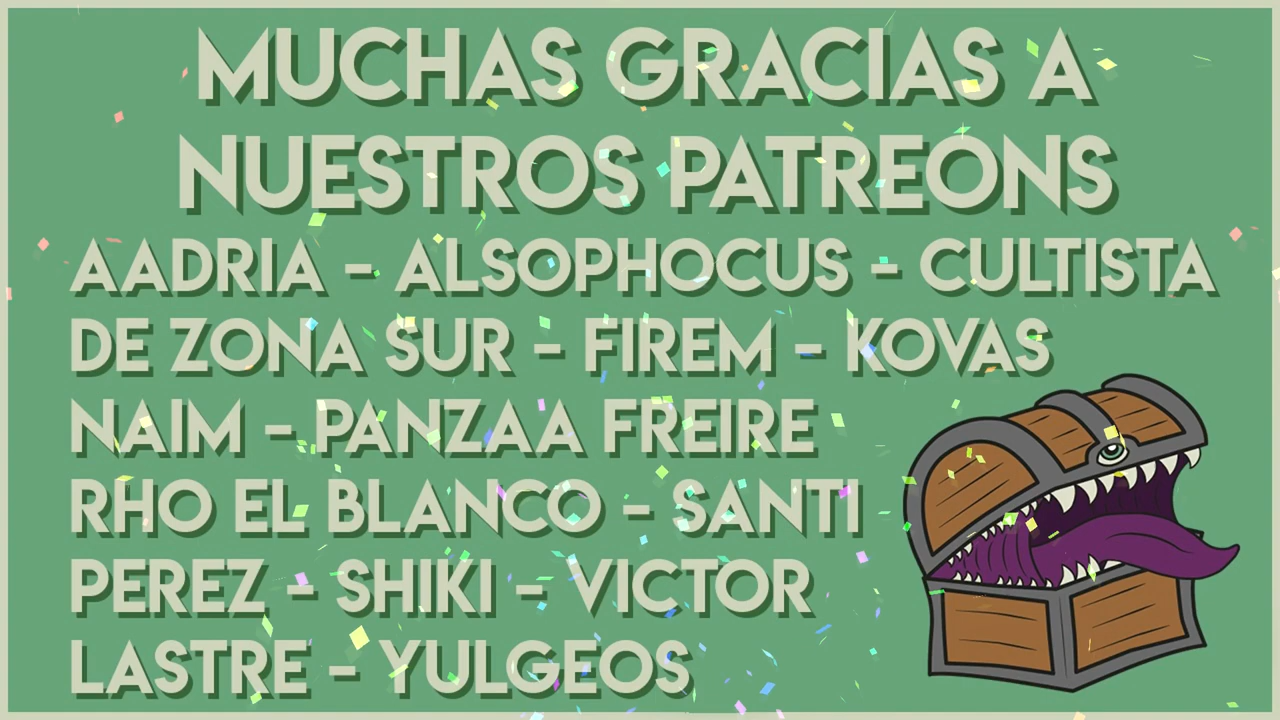 MUCHAS GRACIAS A
NUESTROS PATREONS
AADRIA - ALSOPHOCUS - CULTISTA
DE ZONA SUR - FIREM - KOVAS
NAIM - PANZAA FREIRE
RHO EL BLANCO - SANTI
PEREZ - SHIKI - VICTOR
LASTRE - YULGEOS